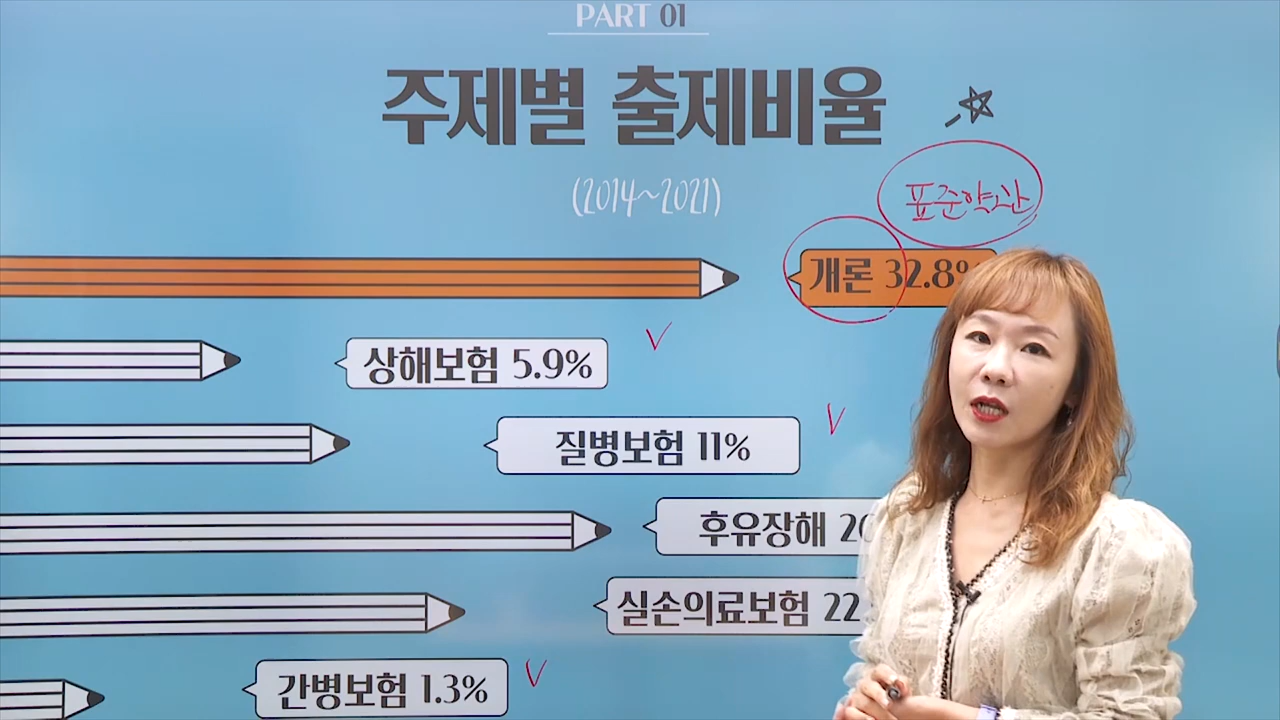 PART 01
주제별 출제비율
(2014~2021)
표준약관
개론 32.8%
상해보험 5.9%
질병보험 11%
후유장해
실손의료보험 22
간병보험 1.3%